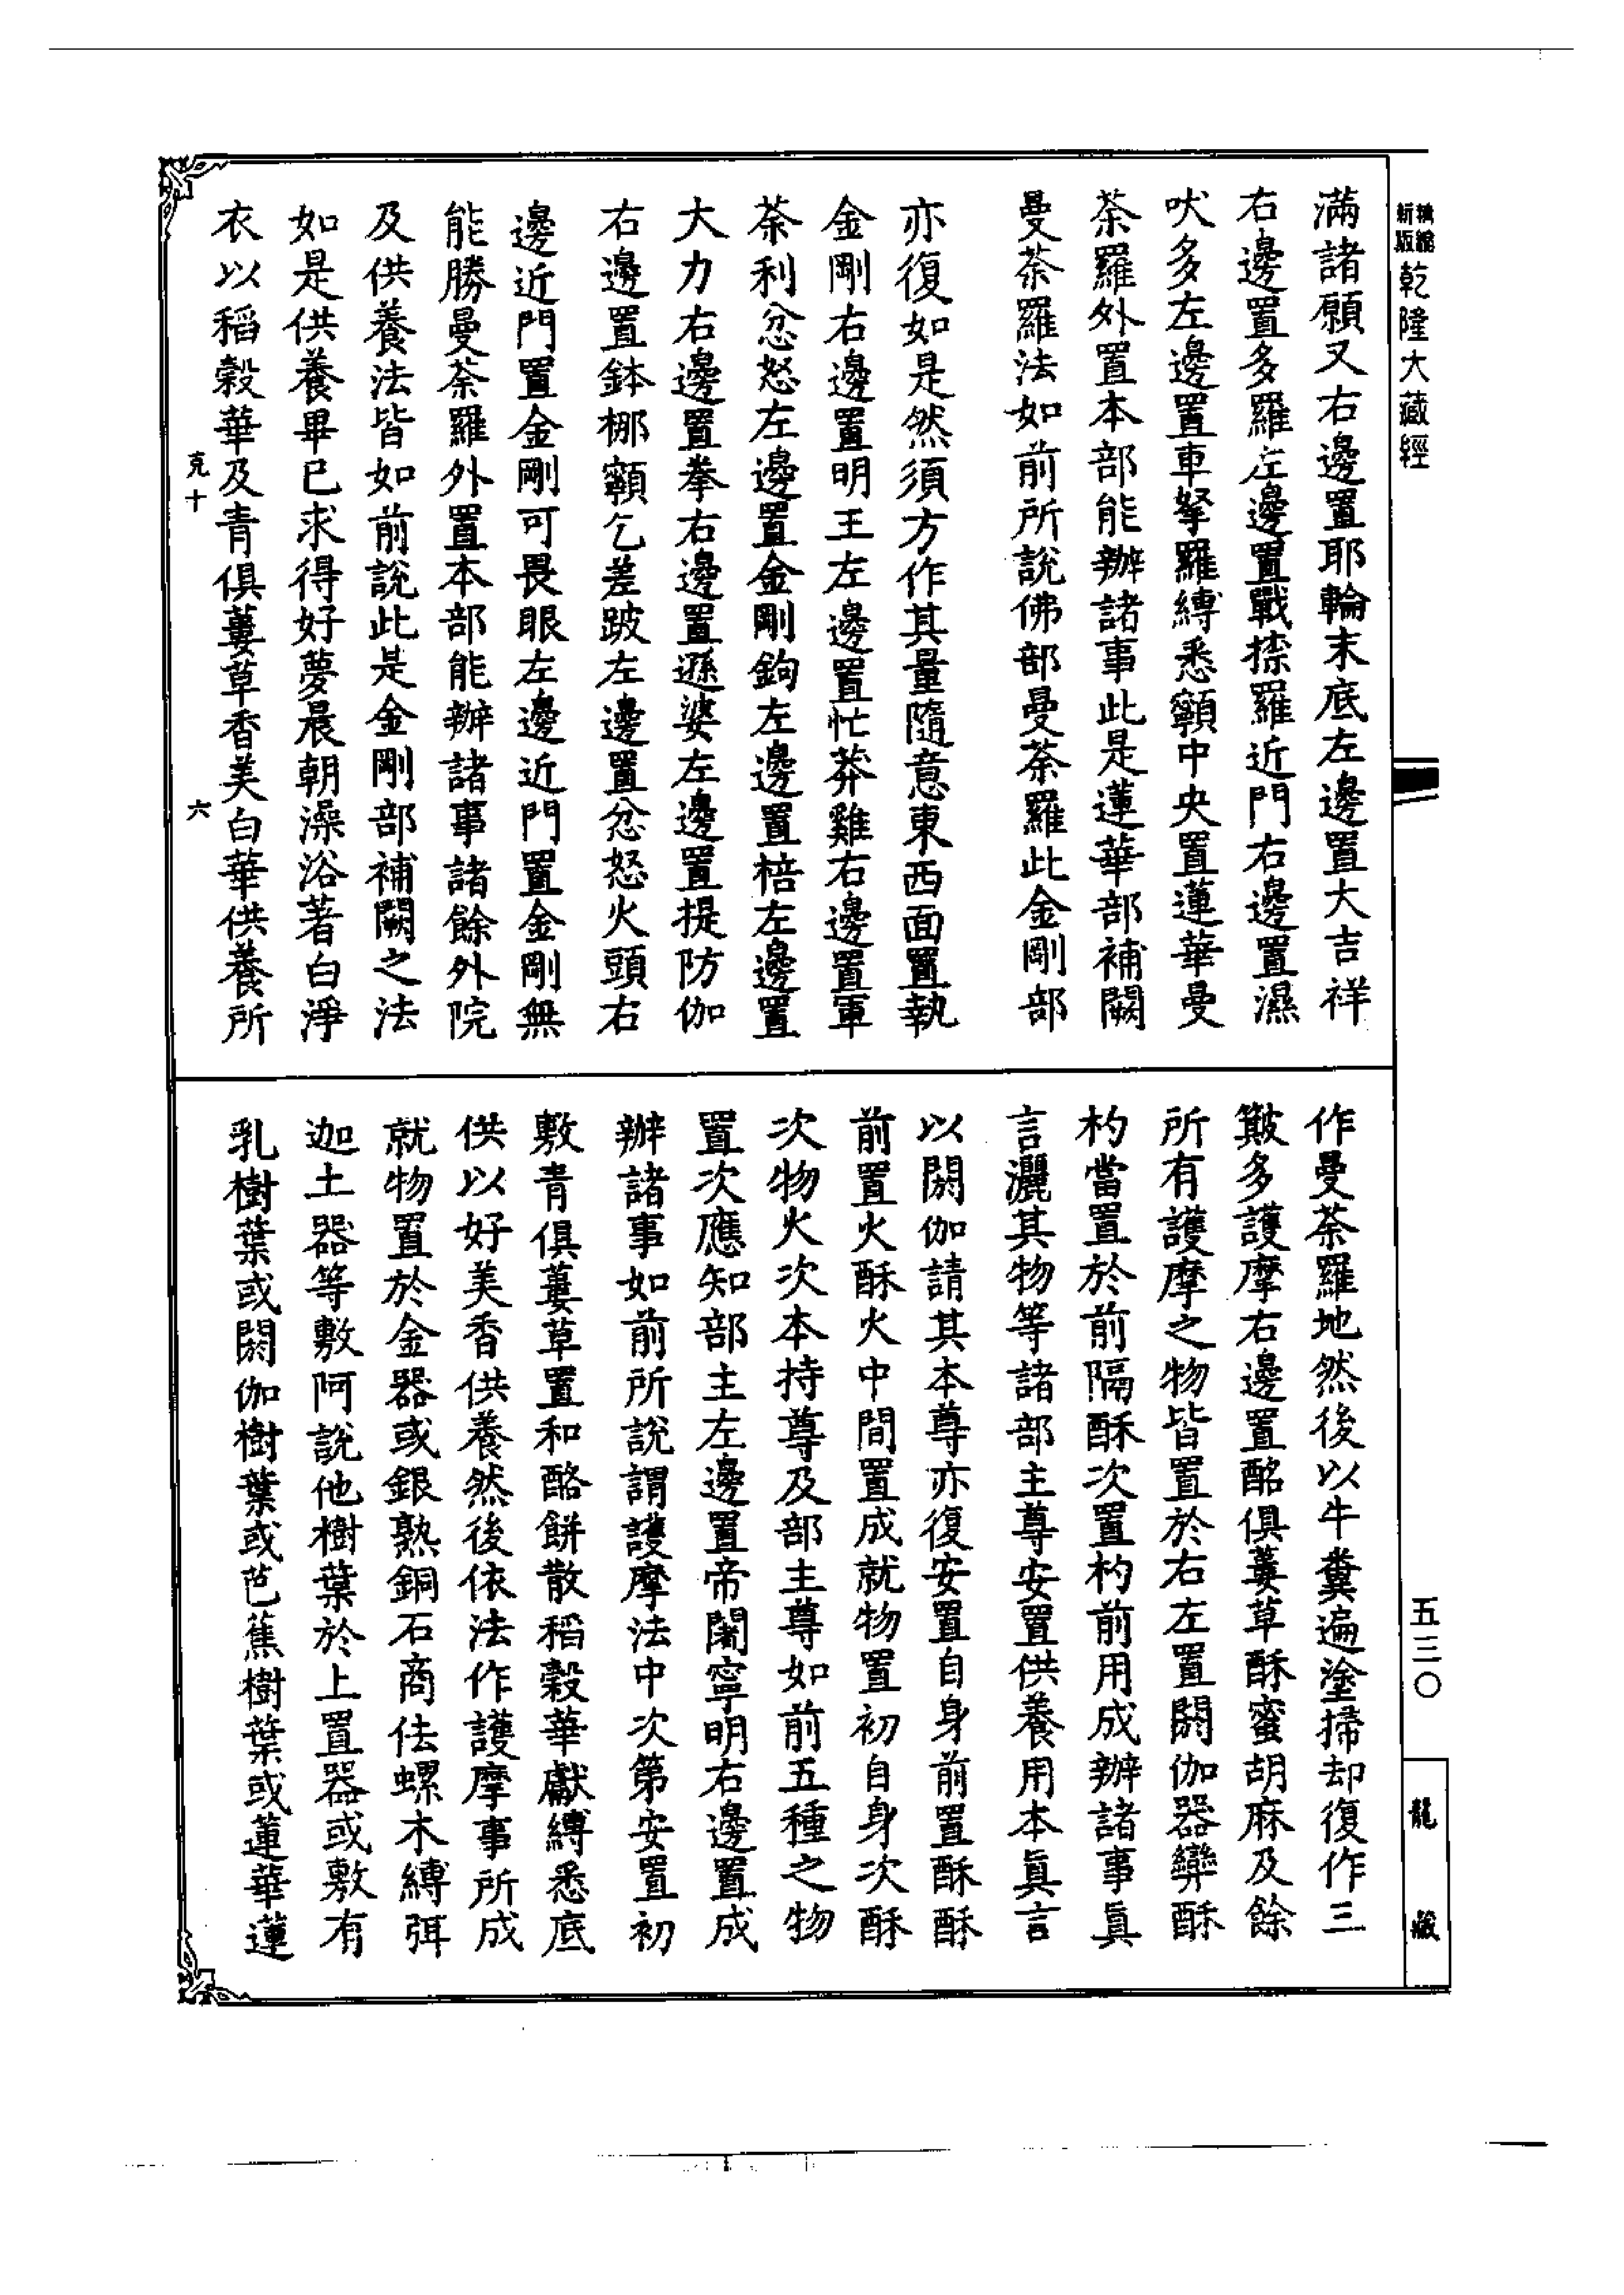 精縮
新版
乾隆大藏經
滿諸願又右邊置耶輪末底左邊置大吉祥
右邊置多羅左邊置戰捺羅近門右邊置濕
吠多左邊置車拏羅縛悉顙中央置蓮華曼
荼羅外置本部能辦諸事此是蓮華部補闕
曼荼羅法如前所說佛部曼荼羅此金剛部
亦復如是然須方作其量隨意東西面置執
金剛右邊置明王左邊置忙莽雞右邊置軍
荼利忿怒左邊置金剛鉤左邊置棓左邊置
大力右邊置拳右邊置遜婆左邊置提防伽
右邊置鉢梛顙乞差跛左邊置忿怒火頭右
邊近門置金剛可畏眼左邊近門置金剛無
能勝曼荼羅外置本部能辦諸事諸餘外院
及供養法皆如前說此是金剛部補闕之法
如是供養畢已求得好夢晨朝澡浴著白淨
衣以稻穀華及青俱蔞草香美白華供養所
克十
六
作曼荼羅地然後以牛糞遍塗掃却復作三
簸多護摩右邊置酩俱蔞草酥蜜胡麻及餘
所有護摩之物皆置於右左置閼伽器孿酥
杓當置於前隔酥次置杓前用成辦諸事眞
言灑其物等諸部主尊安置供養用本眞言
以閼伽請其本尊亦復安置自身前置酥酥
前置火酥火中間置成就物置初自身次酥
次物火次本持尊及部主尊如前五種之物
置次應知部主左邊置帝闍寧明右邊置成
辦諸事如前所說謂護摩法中次第安置初
敷青俱蔞草置和酪餅散稻穀華獻縛悉底
供以好美香供養然後依法作護摩事所成
就物置於金器或銀熟銅石商佉螺木縛弭
迦土器等敷阿說他樹葉於上置器或敷有
乳樹葉或閼伽樹葉或芭蕉樹葉或蓮華蓮
五三〇
龍藏